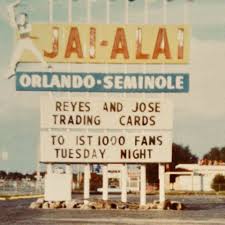 JAI-ALAI
ORLANDO-SEMINOLE
REYES AND JOSE
TRADING CARDS
TO 1ST 1000 FANS
TUESDAY NIGHT